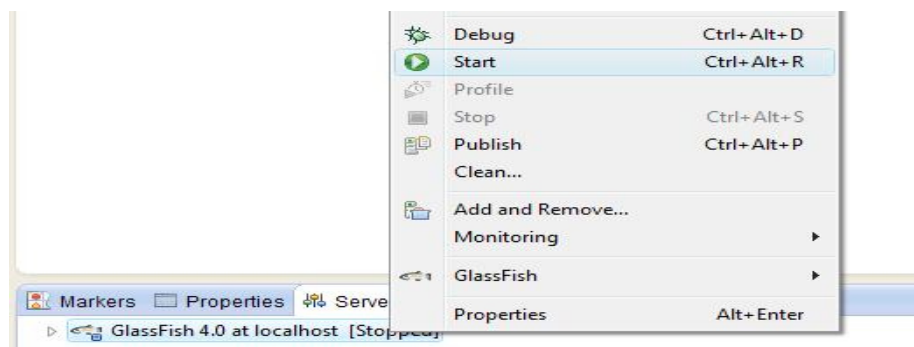 Debug Ctrl+Alt+D
Start Ctrl+Alt+R
Profile
Stop Ctrl+Alt+S
Publish Ctrl+Alt+P
Clean...
Add and Remove...
Monitoring
GlassFish
Properties Alt+Enter
Markers Properties Serve
GlassFish 4.0 at localhost [Stopped]